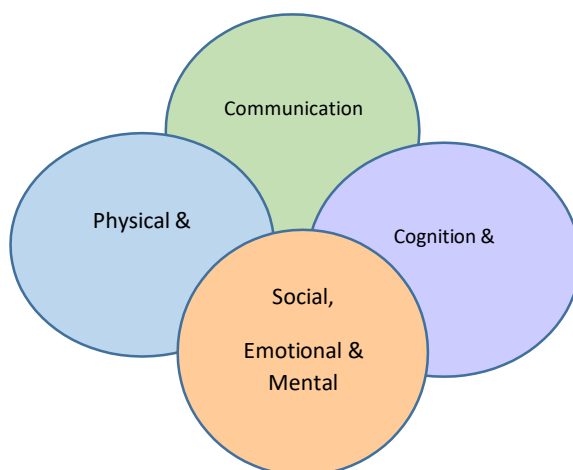 Communication
Physical &
Cognition &
Social,
Emotional &
Mental